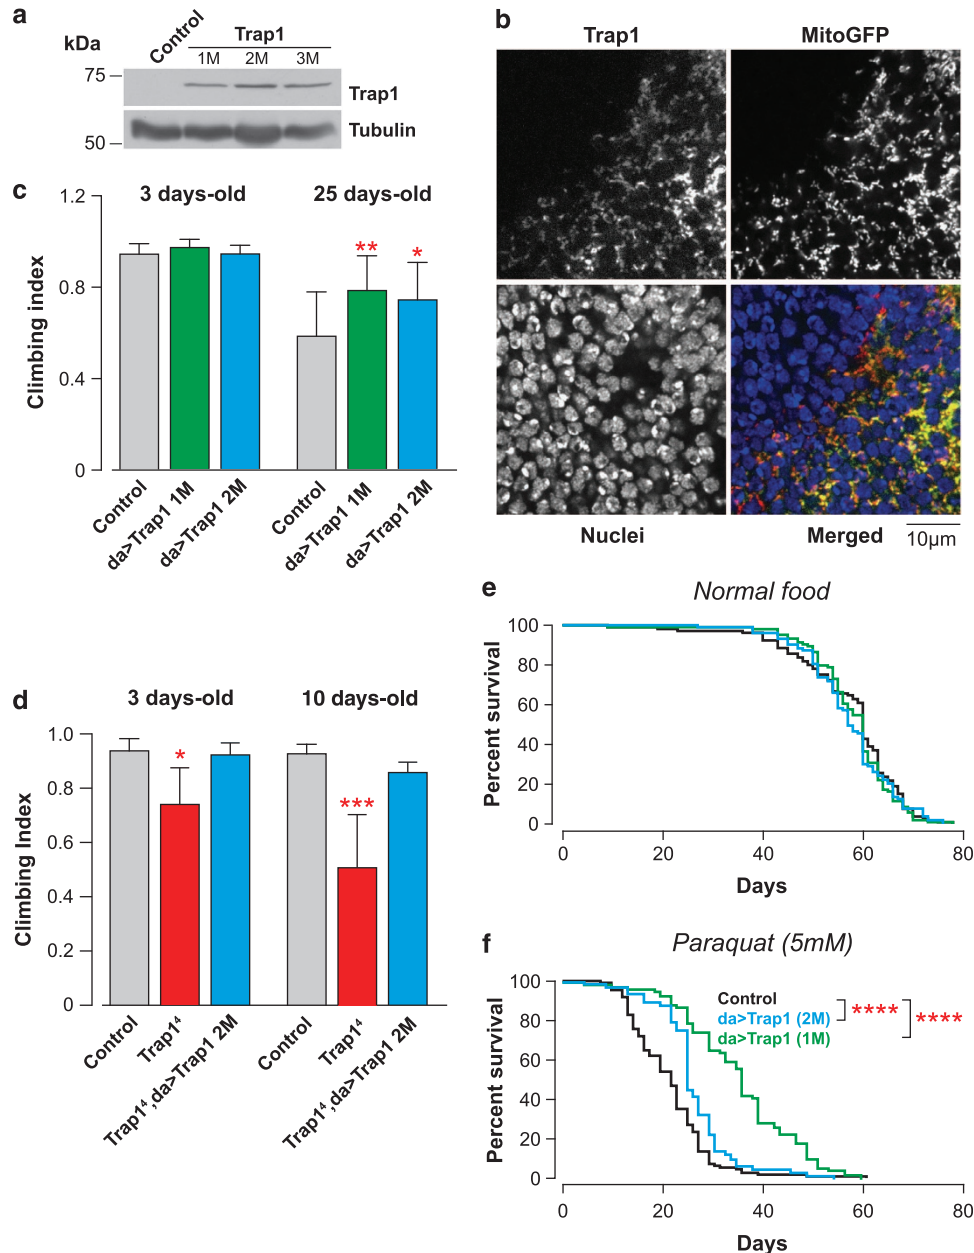 a
Control
Trap1
kDa
1M 2M 3M
75
Trap1
Tubulin
50
b
Trap1
MitoGFP
Nuclei
Merged
10µm
c
3 days-old
25 days-old
1.2
0.8
0.4
0
Climbing index
**
*
Control
da>Trap1 1M
da>Trap1 2M
Control
da>Trap1 1M
da>Trap1 2M
d
3 days-old
10 days-old
1.0
0.8
0.6
0.4
0.2
0
Climbing Index
*
***
Control
Trap1⁴
Trap1⁴,da>Trap1 2M
Control
Trap1⁴
Trap1⁴,da>Trap1 2M
e
Normal food
100
80
60
40
20
0
Percent survival
0 20 40 60 80
Days
f
Paraquat (5mM)
100
80
60
40
20
0
Percent survival
Control
da>Trap1 (2M)
da>Trap1 (1M)
****
****
0 20 40 60 80
Days